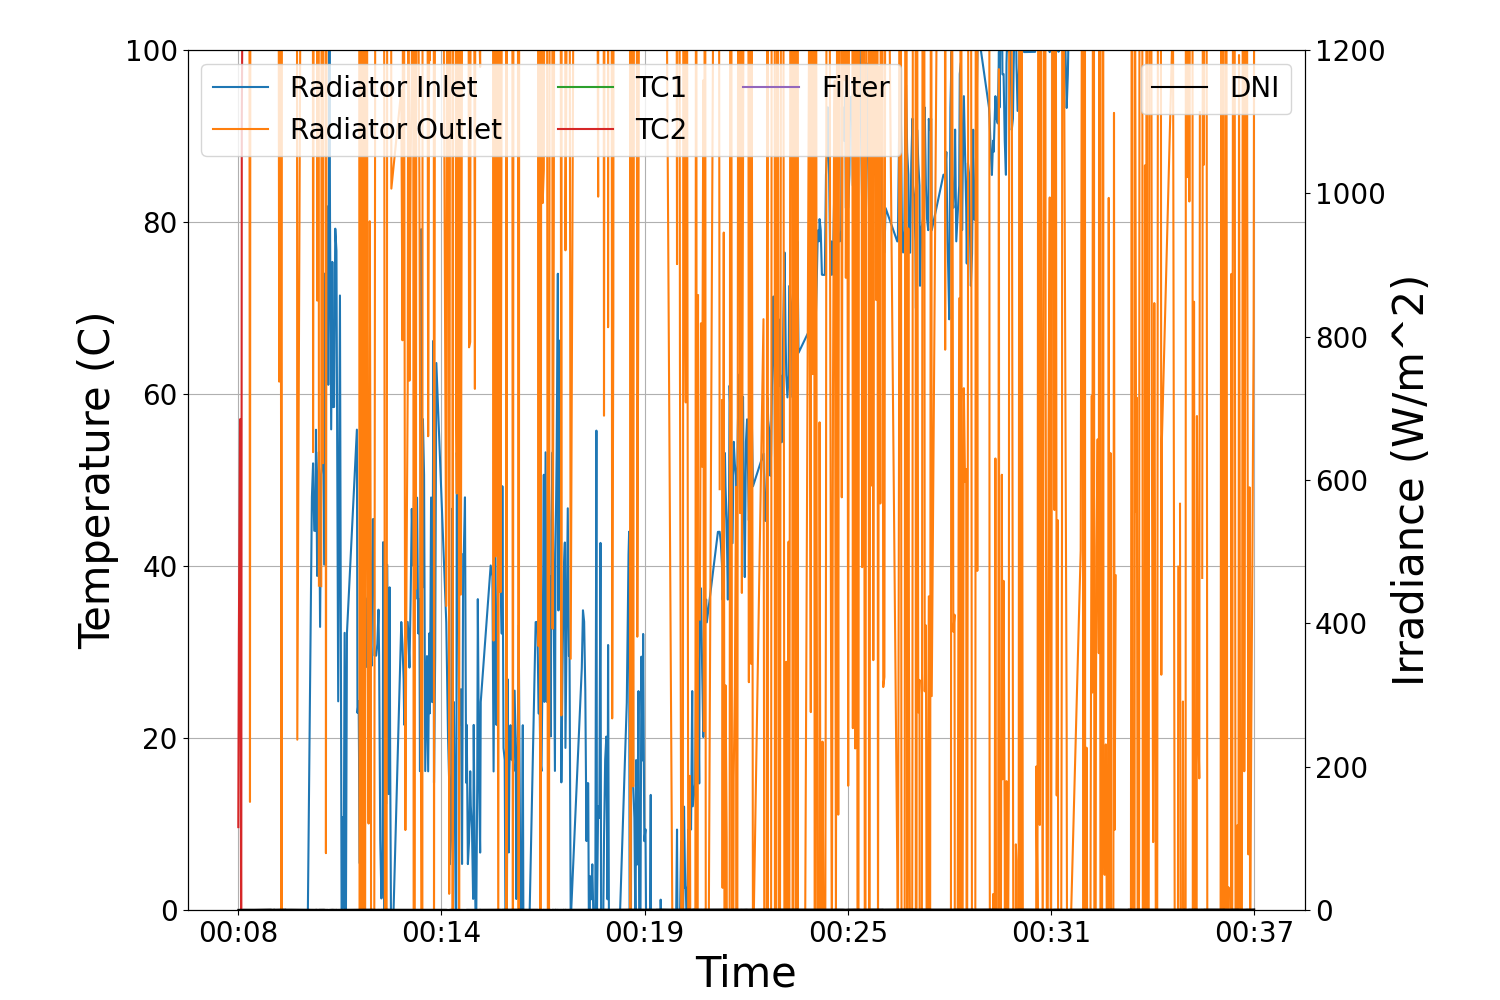 Radiator Inlet
Radiator Outlet
TC1
TC2
Filter
DNI
100
80
60
40
20
0
Temperature (C)
1200
1000
800
600
400
200
0
Irradiance (W/m^2)
00:08 00:14 00:19 00:25 00:31 00:37
Time